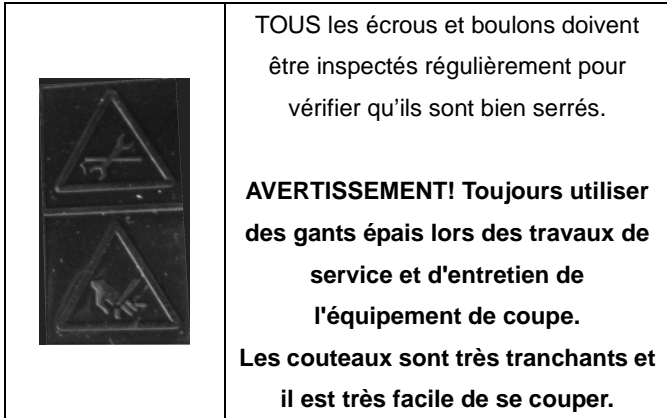 TOUS les écrous et boulons doivent
être inspectés régulièrement pour
vérifier qu’ils sont bien serrés.
AVERTISSEMENT! Toujours utiliser
des gants épais lors des travaux de
service et d'entretien de
l'équipement de coupe.
Les couteaux sont très tranchants et
il est très facile de se couper.